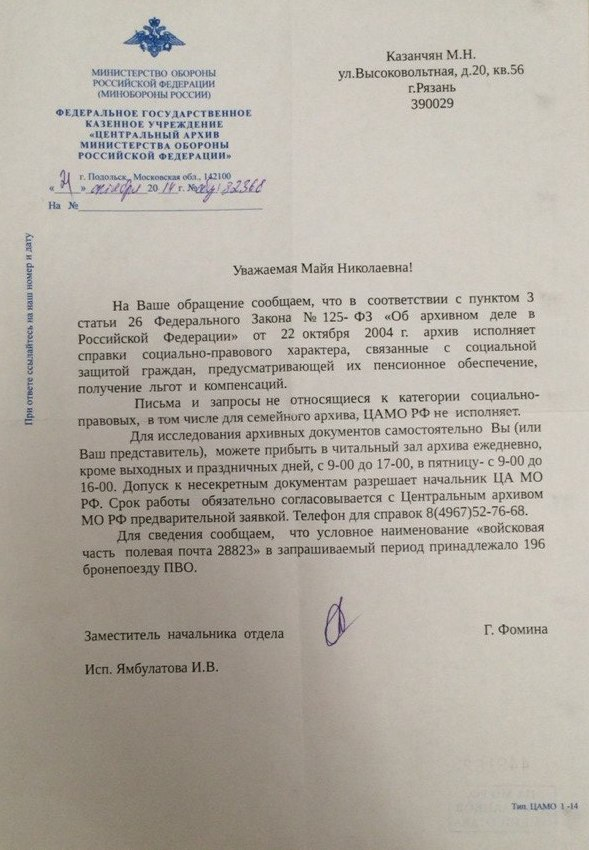 МИНИСТЕРСТВО ОБОРОНЫ
РОССИЙСКОЙ ФЕДЕРАЦИИ
(МИНОБОРОНЫ РОССИИ)
ФЕДЕРАЛЬНОЕ ГОСУДАРСТВЕННОЕ
КАЗЕННОЕ УЧРЕЖДЕНИЕ
«ЦЕНТРАЛЬНЫЙ АРХИВ
МИНИСТЕРСТВА ОБОРОНЫ
РОССИЙСКОЙ ФЕДЕРАЦИИ»
г. Подольск, Московская обл., 142100
«21» октября 2014 г. № 82368
На №
Казанчян М.Н.
ул.Высоковольтная, д.20, кв.56
г.Рязань
390029
При ответе ссылайтесь на наш номер и дату
Уважаемая Майя Николаевна!
На Ваше обращение сообщаем, что в соответствии с пунктом 3
статьи 26 Федерального Закона № 125- ФЗ «Об архивном деле в
Российской Федерации» от 22 октября 2004 г. архив исполняет
справки социально-правового характера, связанные с социальной
защитой граждан, предусматривающей их пенсионное обеспечение,
получение льгот и компенсаций.
Письма и запросы не относящиеся к категории социально-
правовых, в том числе для семейного архива, ЦАМО РФ не исполняет.
Для исследования архивных документов самостоятельно Вы (или
Ваш представитель), можете прибыть в читальный зал архива ежедневно,
кроме выходных и праздничных дней, с 9-00 до 17-00, в пятницу- с 9-00 до
16-00. Допуск к несекретным документам разрешает начальник ЦА МО
РФ. Срок работы обязательно согласовывается с Центральным архивом
МО РФ предварительной заявкой. Телефон для справок 8(4967)52-76-68.
Для сведения сообщаем, что условное наименование «войсковая
часть полевая почта 28823» в запрашиваемый период принадлежало 196
бронепоезду ПВО.
Заместитель начальника отдела
Г. Фомина
Исп. Ямбулатова И.В.
Тип. ЦАМО 1 -14